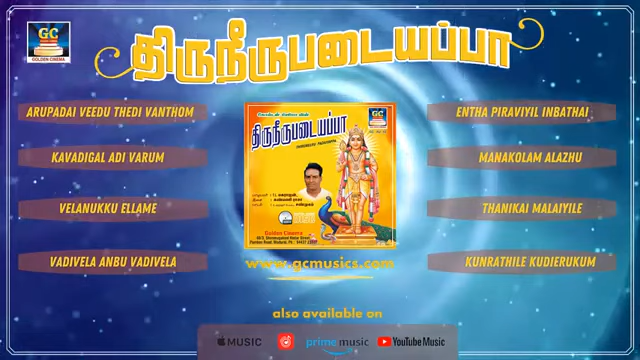 GC
GOLDEN CINEMA
திருநீருபடையப்பா
ARUPADAI VEEDU THEDI VANTHOM
KAVADIGAL ADI VARUM
VELANUKKU ELLAME
VADIVELA ANBU VADIVELA
GC
திருநீருபடையப்பா
Golden Cinema
ENTHA PIRAVIYIL INBATHAI
MANAKOLAM ALAZHU
THANIKAI MALAIYILE
KUNRATHILE KUDIERUKUM
www.gcmusics.com
also available on
MUSIC
prime music
YouTube Music